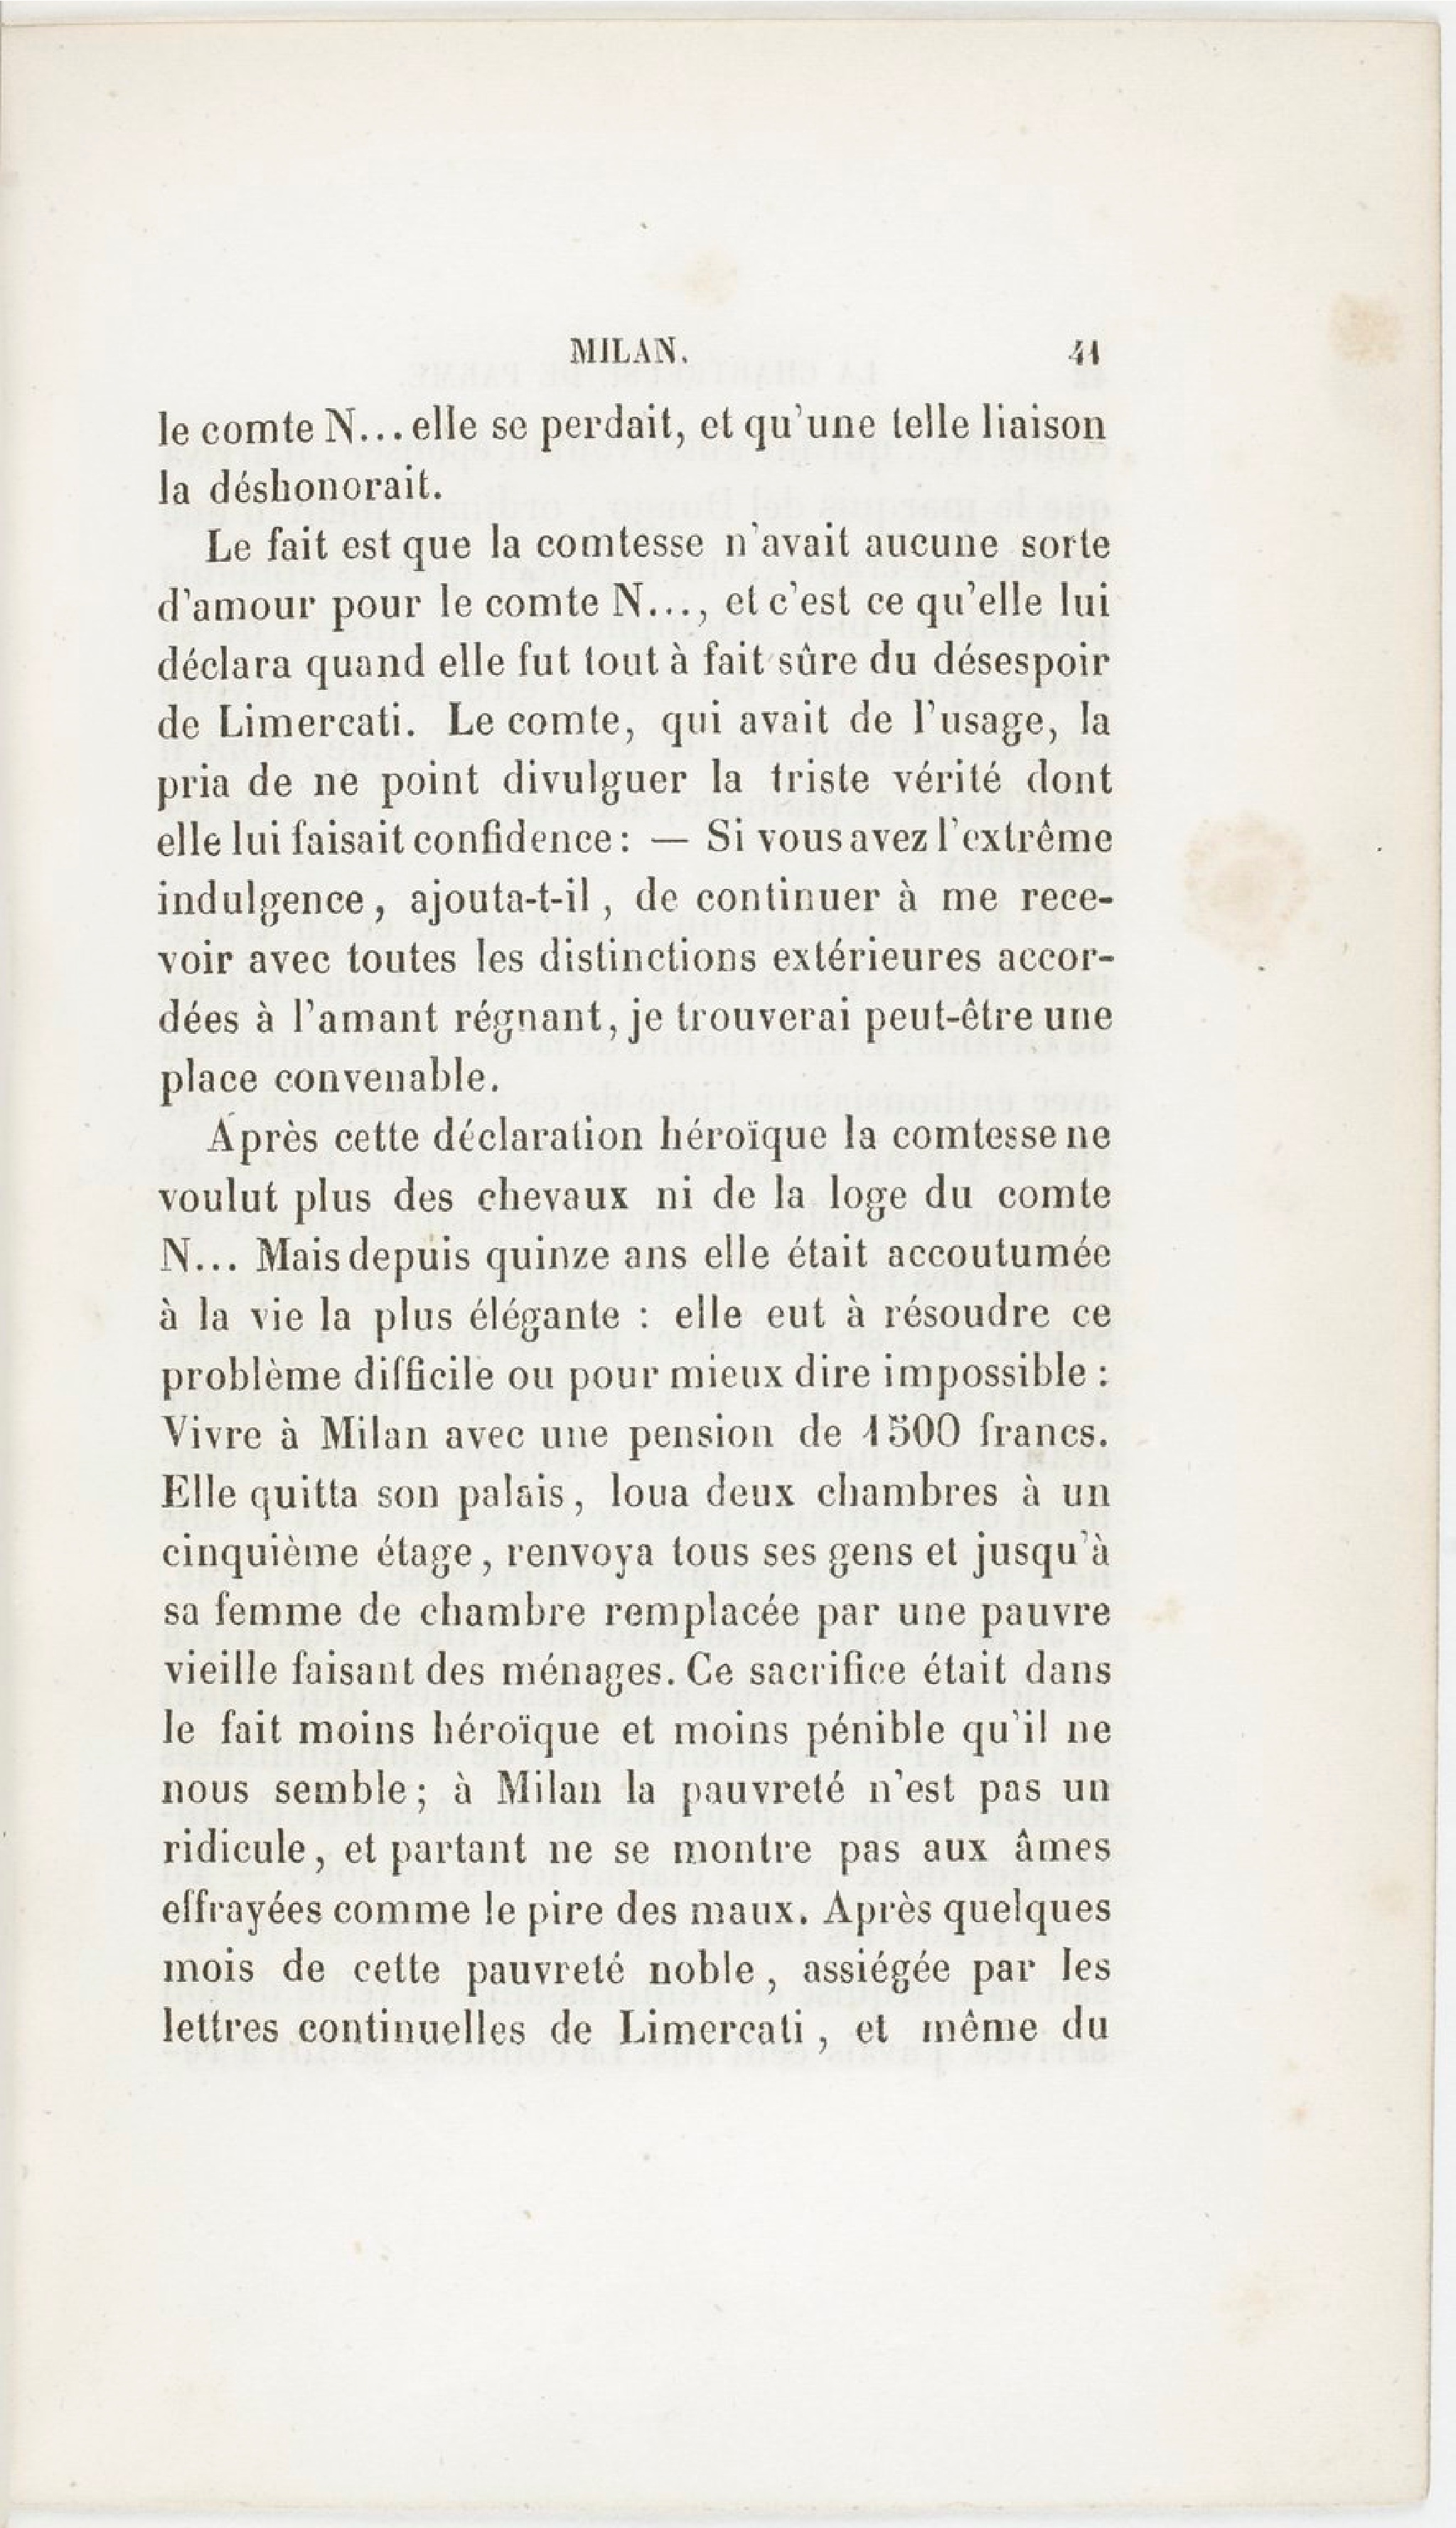 MILAN. 41
le comte N... elle se perdait, et qu'une telle liaison
la déshonorait.
Le fait est que la comtesse n'avait aucune sorte
d'amour pour le comte N..., et c'est ce qu'elle lui
déclara quand elle fut tout à fait sûre du désespoir
de Limercati. Le comte, qui avait de l'usage, la
pria de ne point divulguer la triste vérité dont
elle lui faisait confidence : — Si vous avez l'extrême
indulgence, ajouta-t-il, de continuer à me rece-
voir avec toutes les distinctions extérieures accor-
dées à l'amant régnant, je trouverai peut-être une
place convenable.
Après cette déclaration héroïque la comtesse ne
voulut plus des chevaux ni de la loge du comte
N... Mais depuis quinze ans elle était accoutumée
à la vie la plus élégante : elle eut à résoudre ce
problème difficile ou pour mieux dire impossible :
Vivre à Milan avec une pension de 1500 francs.
Elle quitta son palais, loua deux chambres à un
cinquième étage, renvoya tous ses gens et jusqu'à
sa femme de chambre remplacée par une pauvre
vieille faisant des ménages. Ce sacrifice était dans
le fait moins héroïque et moins pénible qu'il ne
nous semble ; à Milan la pauvreté n'est pas un
ridicule, et partant ne se montre pas aux âmes
effrayées comme le pire des maux. Après quelques
mois de cette pauvreté noble, assiégée par les
lettres continuelles de Limercati, et même du